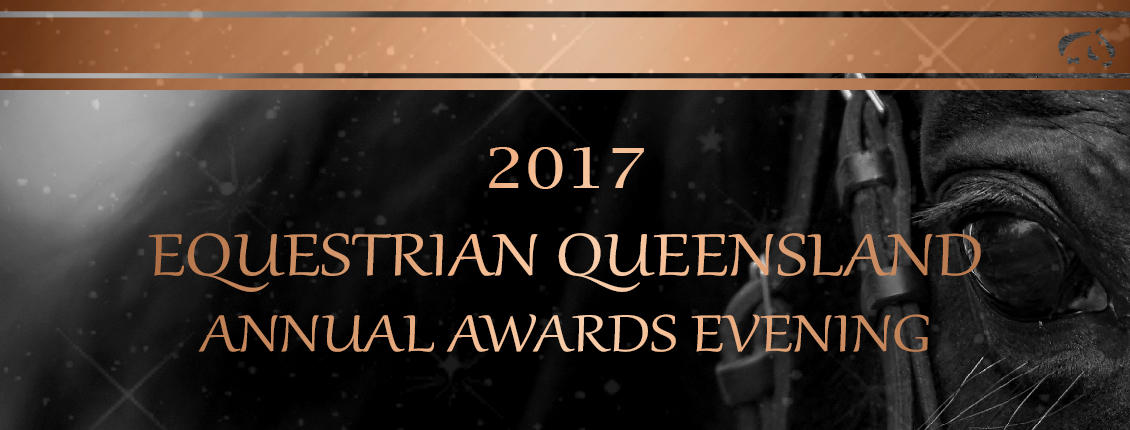 2017
EQUESTRIAN QUEENSLAND
ANNUAL AWARDS EVENING